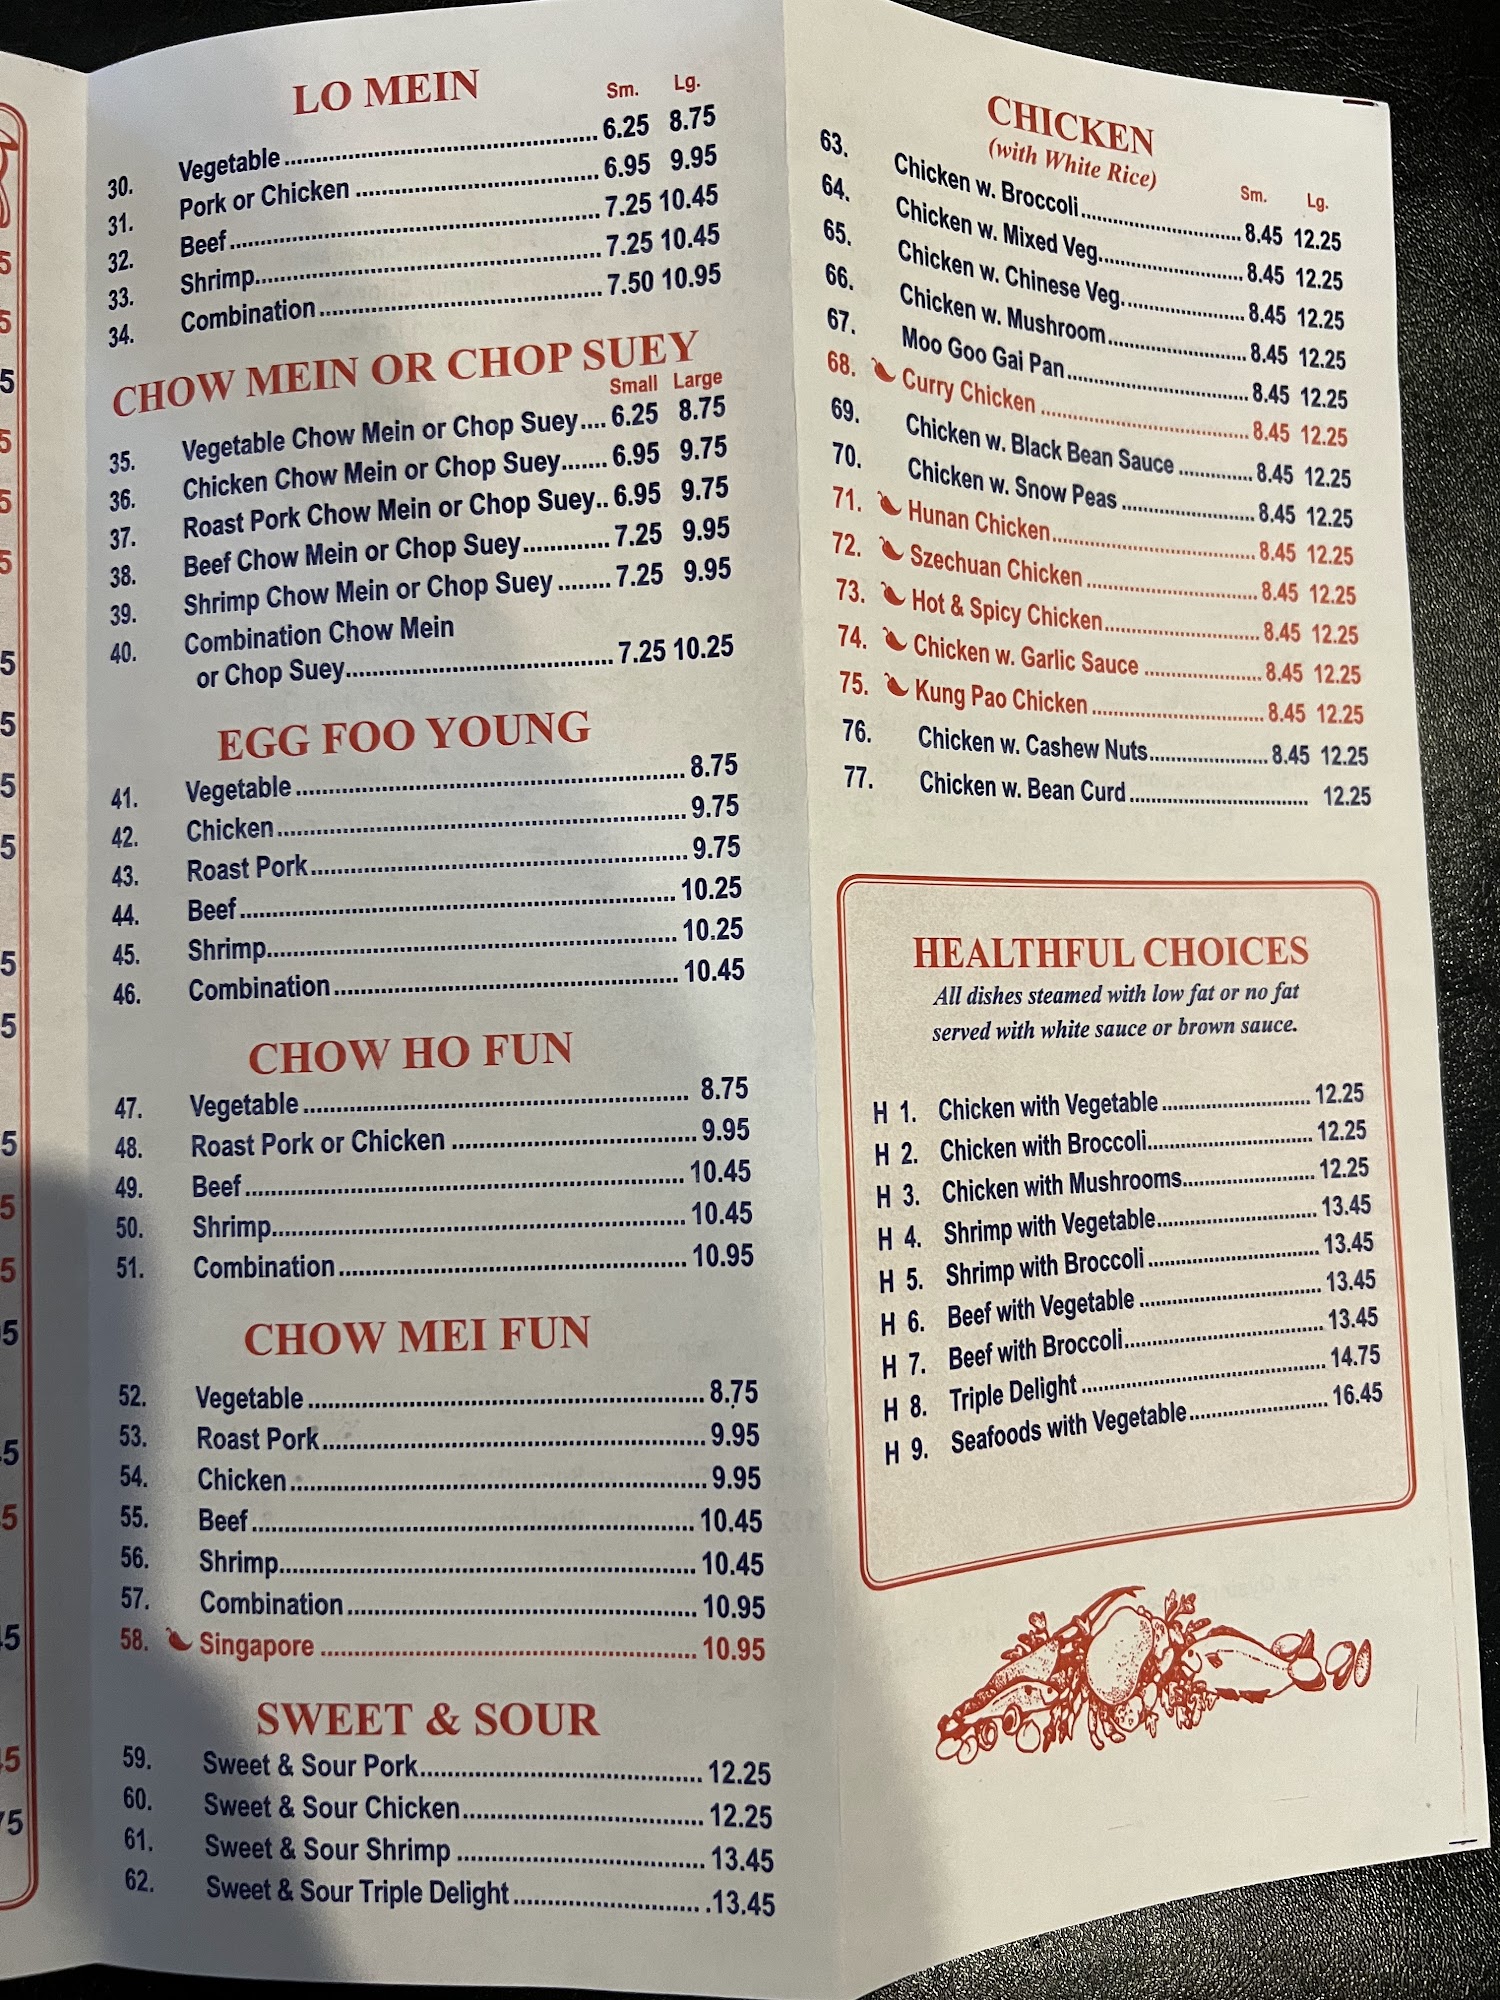 LO MEIN
Sm. Lg.
30. Vegetable 6.25 8.75
31. Pork or Chicken 6.95 9.95
32. Beef 7.25 10.45
33. Shrimp 7.25 10.45
34. Combination 7.50 10.95
CHOW MEIN OR CHOP SUEY
Small Large
35. Vegetable Chow Mein or Chop Suey 6.25 8.75
36. Chicken Chow Mein or Chop Suey 6.95 9.75
37. Roast Pork Chow Mein or Chop Suey 6.95 9.75
38. Beef Chow Mein or Chop Suey 7.25 9.95
39. Shrimp Chow Mein or Chop Suey 7.25 9.95
40. Combination Chow Mein
or Chop Suey 7.25 10.25
EGG FOO YOUNG
41. Vegetable 8.75
42. Chicken 9.75
43. Roast Pork 9.75
44. Beef 10.25
45. Shrimp 10.25
46. Combination 10.45
CHOW HO FUN
47. Vegetable 8.75
48. Roast Pork or Chicken 9.95
49. Beef 10.45
50. Shrimp 10.45
51. Combination 10.95
CHOW MEI FUN
52. Vegetable 8.75
53. Roast Pork 9.95
54. Chicken 9.95
55. Beef 10.45
56. Shrimp 10.45
57. Combination 10.95
58. Singapore 10.95
SWEET & SOUR
59. Sweet & Sour Pork 12.25
60. Sweet & Sour Chicken 12.25
61. Sweet & Sour Shrimp 13.45
62. Sweet & Sour Triple Delight .13.45
CHICKEN
(with White Rice)
Sm. Lg.
63. Chicken w. Broccoli 8.45 12.25
64. Chicken w. Mixed Veg. 8.45 12.25
65. Chicken w. Chinese Veg. 8.45 12.25
66. Chicken w. Mushroom 8.45 12.25
67. Moo Goo Gai Pan 8.45 12.25
68. Curry Chicken 8.45 12.25
69. Chicken w. Black Bean Sauce 8.45 12.25
70. Chicken w. Snow Peas 8.45 12.25
71. Hunan Chicken 8.45 12.25
72. Szechuan Chicken 8.45 12.25
73. Hot & Spicy Chicken 8.45 12.25
74. Chicken w. Garlic Sauce 8.45 12.25
75. Kung Pao Chicken 8.45 12.25
76. Chicken w. Cashew Nuts 8.45 12.25
77. Chicken w. Bean Curd 12.25
HEALTHFUL CHOICES
All dishes steamed with low fat or no fat
served with white sauce or brown sauce.
H 1. Chicken with Vegetable 12.25
H 2. Chicken with Broccoli 12.25
H 3. Chicken with Mushrooms 12.25
H 4. Shrimp with Vegetable 13.45
H 5. Shrimp with Broccoli 13.45
H 6. Beef with Vegetable 13.45
H 7. Beef with Broccoli 13.45
H 8. Triple Delight 14.75
H 9. Seafoods with Vegetable 16.45